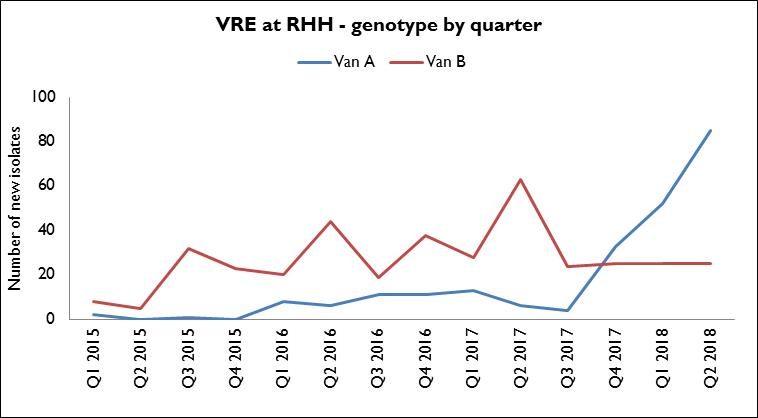 VRE at RHH - genotype by quarter
Van A
Van B
Number of new isolates
100
80
60
40
20
0
Q1 2015
Q2 2015
Q3 2015
Q4 2015
Q1 2016
Q2 2016
Q3 2016
Q4 2016
Q1 2017
Q2 2017
Q3 2017
Q4 2017
Q1 2018
Q2 2018